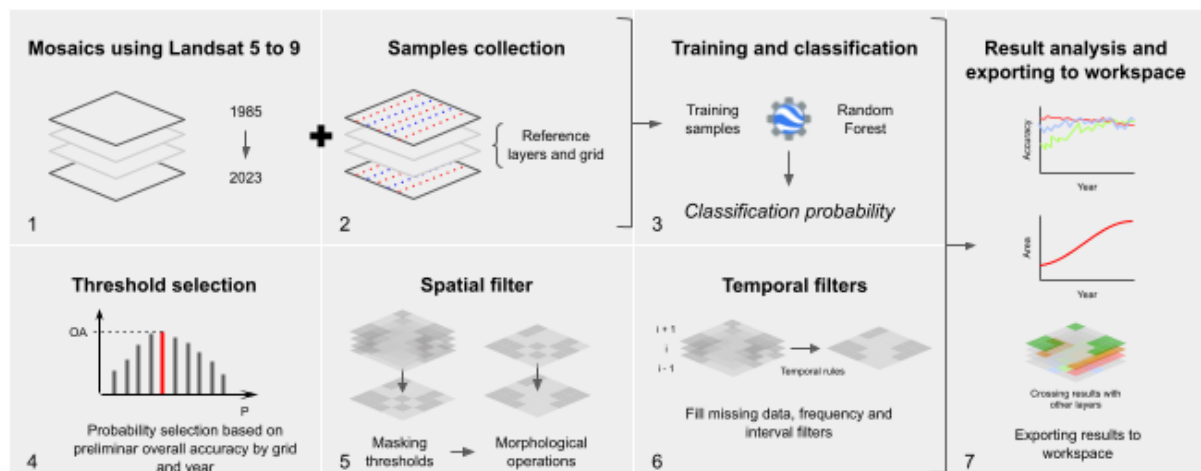 Mosaics using Landsat 5 to 9
1985
2023
1
Samples collection
Reference
layers and grid
2
Training and classification
Training
samples
Random
Forest
Classification probability
3
Threshold selection
OA
P
Probability selection based on
preliminar overall accuracy by grid
and year
4
Spatial filter
Masking
thresholds
Morphological
operations
5
Temporal filters
i + 1
i
i - 1
Temporal rules
Fill missing data, frequency and
interval filters
6
Result analysis and
exporting to workspace
Accuracy
Year
Area
Year
Crossing results with
other layers
Exporting results to
workspace
7